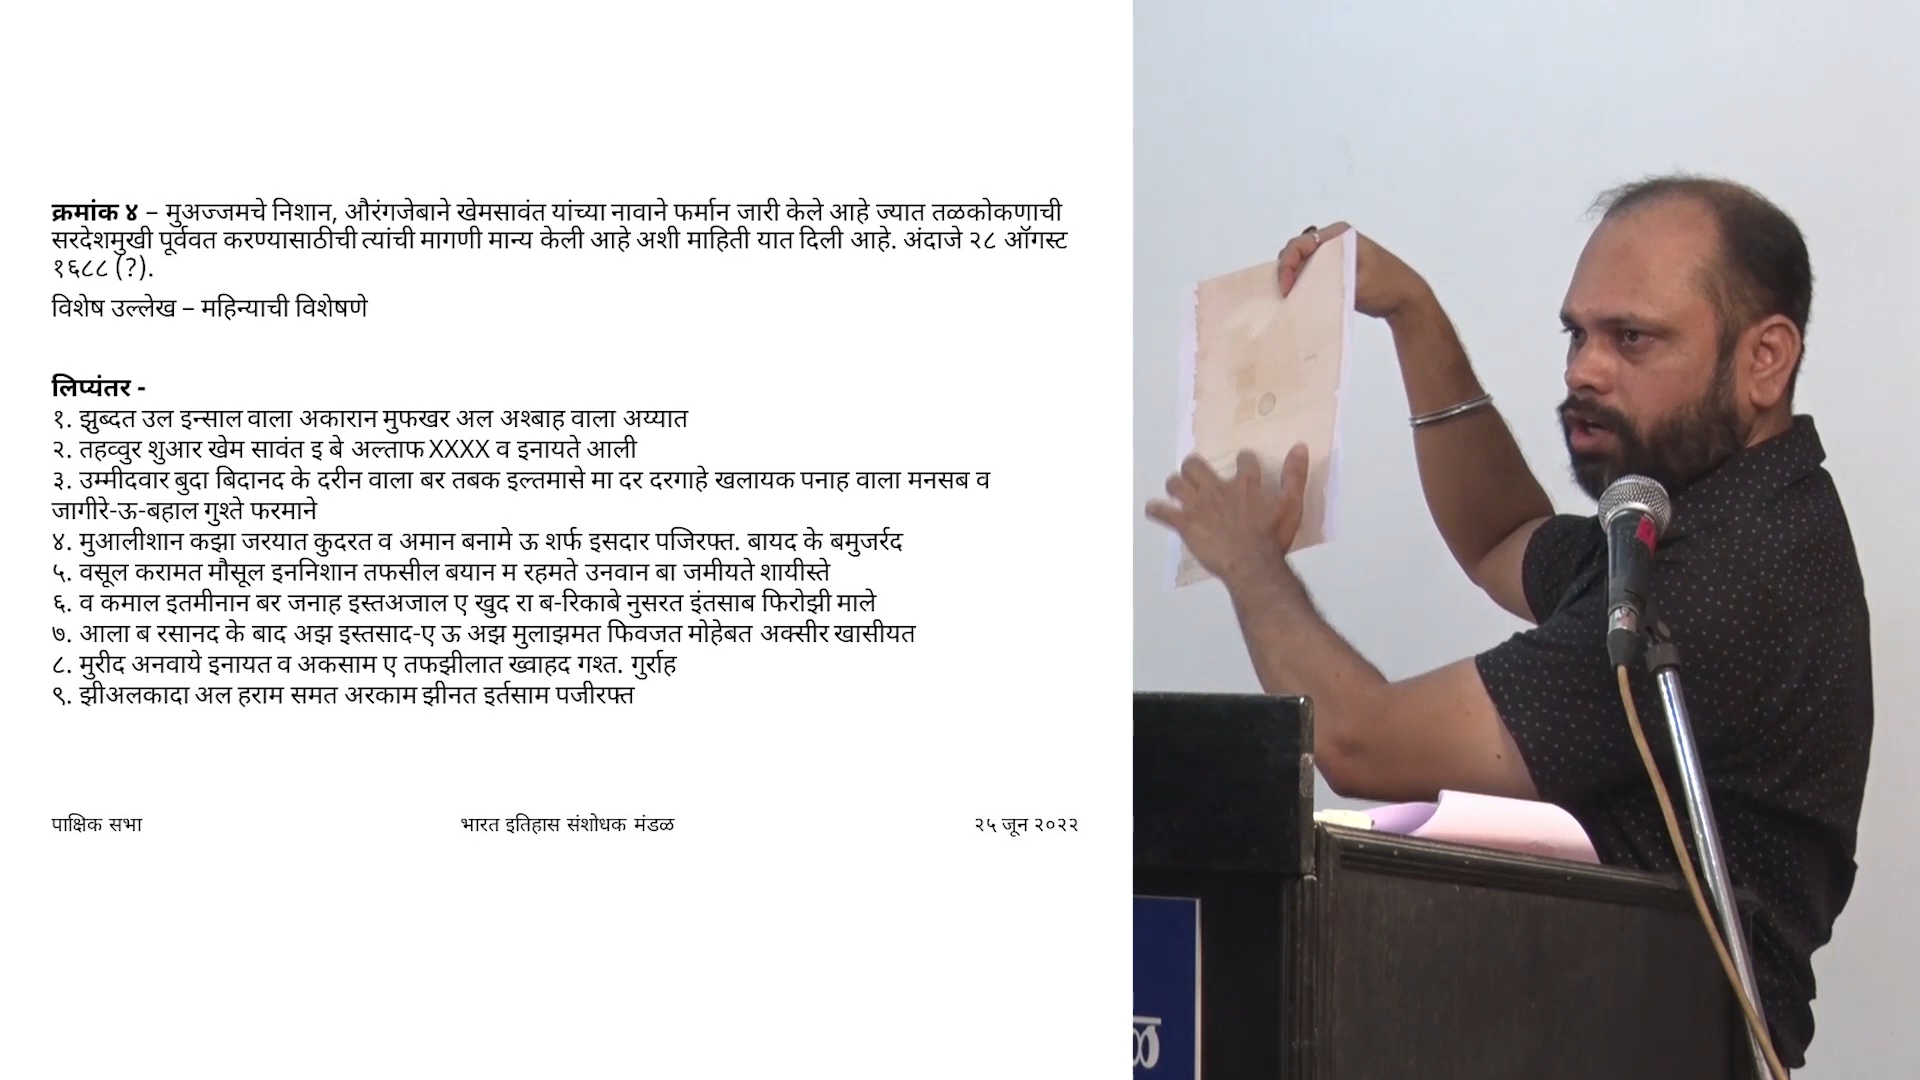 क्रमांक ४ – मुअज्जमचे निशान, औरंगजेबाने खेमसावंत यांच्या नावाने फर्मान जारी केले आहे ज्यात तळकोकणाची
सरदेशमुखी पूर्ववत करण्यासाठीची त्यांची मागणी मान्य केली आहे अशी माहिती यात दिली आहे. अंदाजे २८ ऑगस्ट
१६८८ (?).
विशेष उल्लेख – महिन्याची विशेषणे
लिप्यंतर -
१. झुब्दत उल इन्साल वाला अकारान मुफखर अल अश्बाह वाला अय्यात
२. तहव्वुर शुआर खेम सावंत इ बे अल्ताफ XXXX व इनायते आली
३. उम्मीदवार बुदा बिदानद के दरीन वाला बर तबक इल्तमासे मा दर दरगाहे खलायक पनाह वाला मनसब व
जागीरे-ऊ-बहाल गुश्ते फरमाने
४. मुआलीशान कझा जरयात कुदरत व अमान बनामे ऊ शर्फ इसदार पजिरफ्त. बायद के बमुजर्रद
५. वसूल करामत मौसूल इननिशान तफसील बयान म रहमते उनवान बा जमीयते शायीस्ते
६. व कमाल इतमीनान बर जनाह इस्तअजाल ए खुद रा ब-रिकाबे नुसरत इंतसाब फिरोझी माले
७. आला ब रसानद के बाद अझ इस्तसाद-ए ऊ अझ मुलाझमत फिवजत मोहेबत अक्सीर खासीयत
८. मुरीद अनवाये इनायत व अकसाम ए तफझीलात ख्वाहद गश्त. गुर्राह
९. झीअलकादा अल हराम समत अरकाम झीनत इर्तसाम पजीरफ्त
पाक्षिक सभा
भारत इतिहास संशोधक मंडळ
२५ जून २०२२